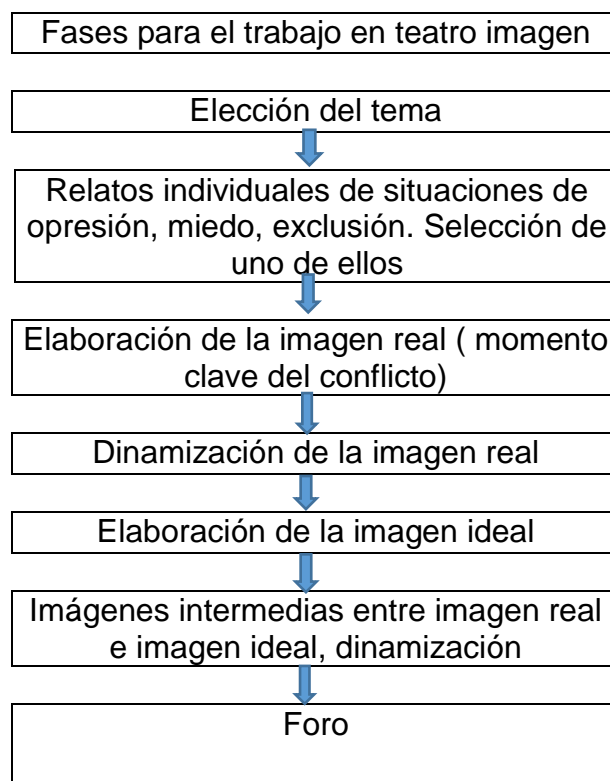 Fases para el trabajo en teatro imagen
Elección del tema
Relatos individuales de situaciones de
opresión, miedo, exclusión. Selección de
uno de ellos
Elaboración de la imagen real ( momento
clave del conflicto)
Dinamización de la imagen real
Elaboración de la imagen ideal
Imágenes intermedias entre imagen real
e imagen ideal, dinamización
Foro